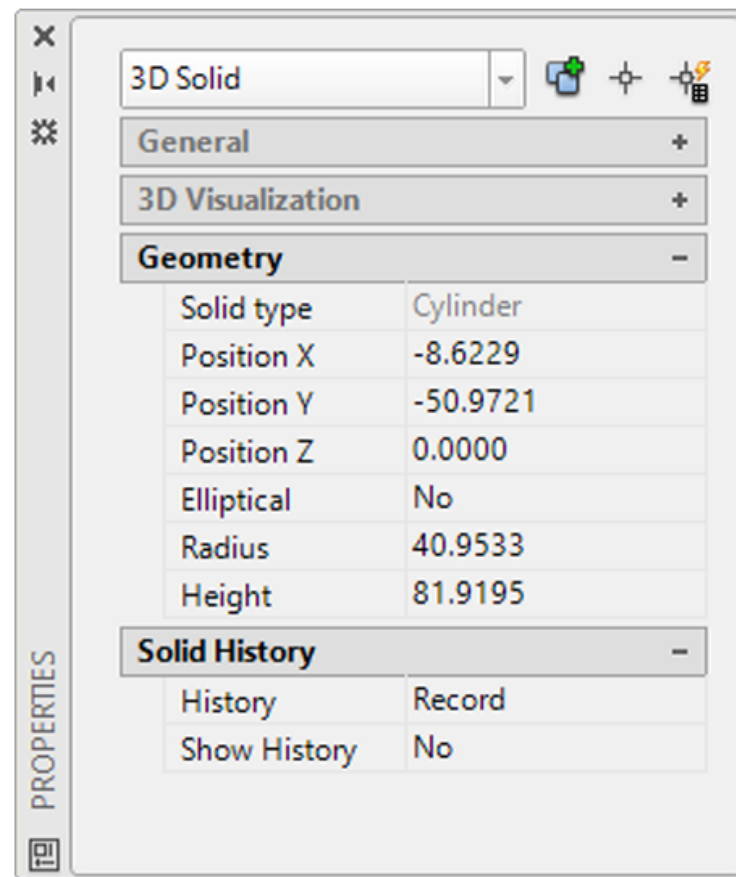 3D Solid
General
3D Visualization
Geometry
Solid type Cylinder
Position X -8.6229
Position Y -50.9721
Position Z 0.0000
Elliptical No
Radius 40.9533
Height 81.9195
Solid History
History Record
Show History No
PROPERTIES